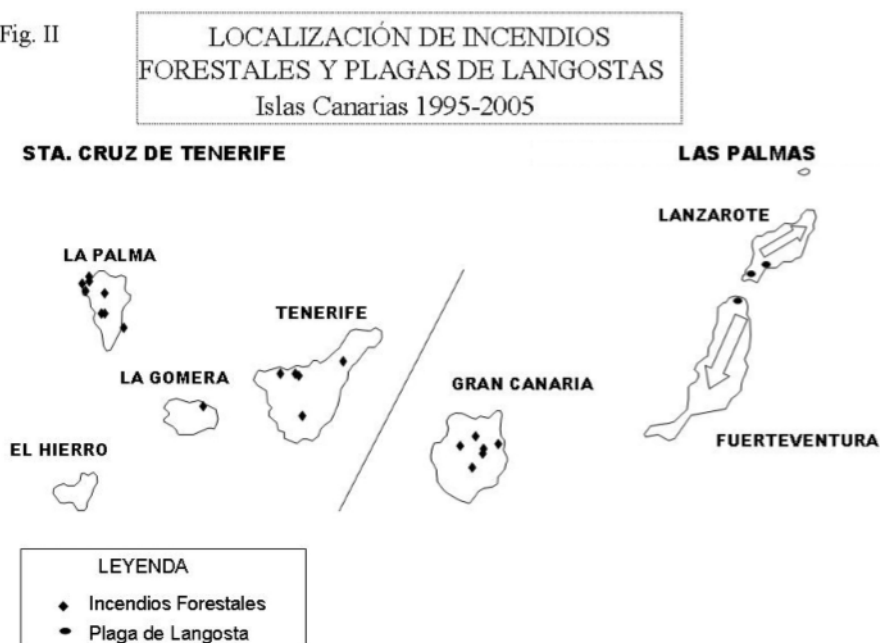 Fig. II
LOCALIZACIÓN DE INCENDIOS
FORESTALES Y PLAGAS DE LANGOSTAS
Islas Canarias 1995-2005
STA. CRUZ DE TENERIFE
LAS PALMAS
LANZAROTE
LA PALMA
TENERIFE
LA GOMERA
GRAN CANARIA
FUERTEVENTURA
EL HIERRO
LEYENDA
Incendios Forestales
Plaga de Langosta